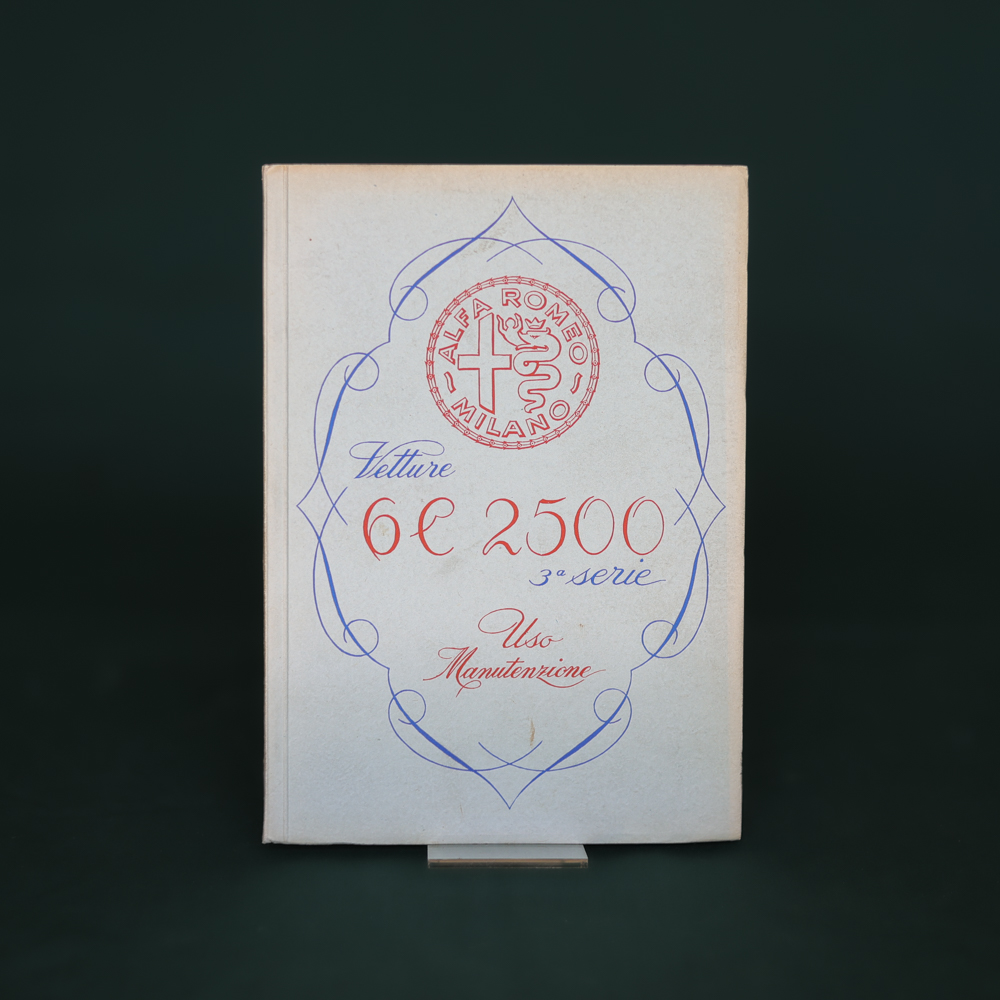 ALFA ROMEO
MILANO
Vetture
6C 2500
3ª serie
Uso
Manutenzione